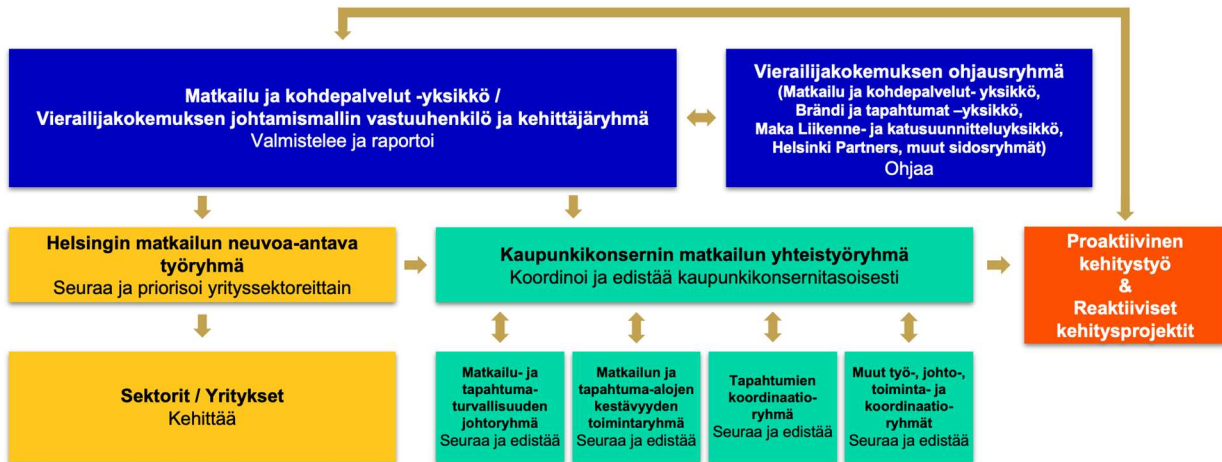 Matkailu ja kohdepalvelut -yksikkö /
Vierailijakokemuksen johtamismallin vastuuhenkilö ja kehittäjäryhmä
Valmistelee ja raportoi
Vierailijakokemuksen ohjausryhmä
(Matkailu ja kohdepalvelut- yksikkö,
Brändi ja tapahtumat –yksikkö,
Maka Liikenne- ja katusuunnitteluyksikkö,
Helsinki Partners, muut sidosryhmät)
Ohjaa
Helsingin matkailun neuvoa-antava
työryhmä
Seuraa ja priorisoi yrityssektoreittain
Kaupunkikonsernin matkailun yhteistyöryhmä
Koordinoi ja edistää kaupunkikonsernitasoisesti
Proaktiivinen
kehitystyö
&
Reaktiiviset
kehitysprojektit
Sektorit / Yritykset
Kehittää
Matkailu- ja
tapahtuma-
turvallisuuden
johtoryhmä
Seuraa ja edistää
Matkailun ja
tapahtuma-alojen
kestävyyden
toimintaryhmä
Seuraa ja edistää
Tapahtumien
koordinaatio-
ryhmä
Seuraa ja edistää
Muut työ-, johto-,
toiminta- ja
koordinaatio-
ryhmät
Seuraa ja edistää